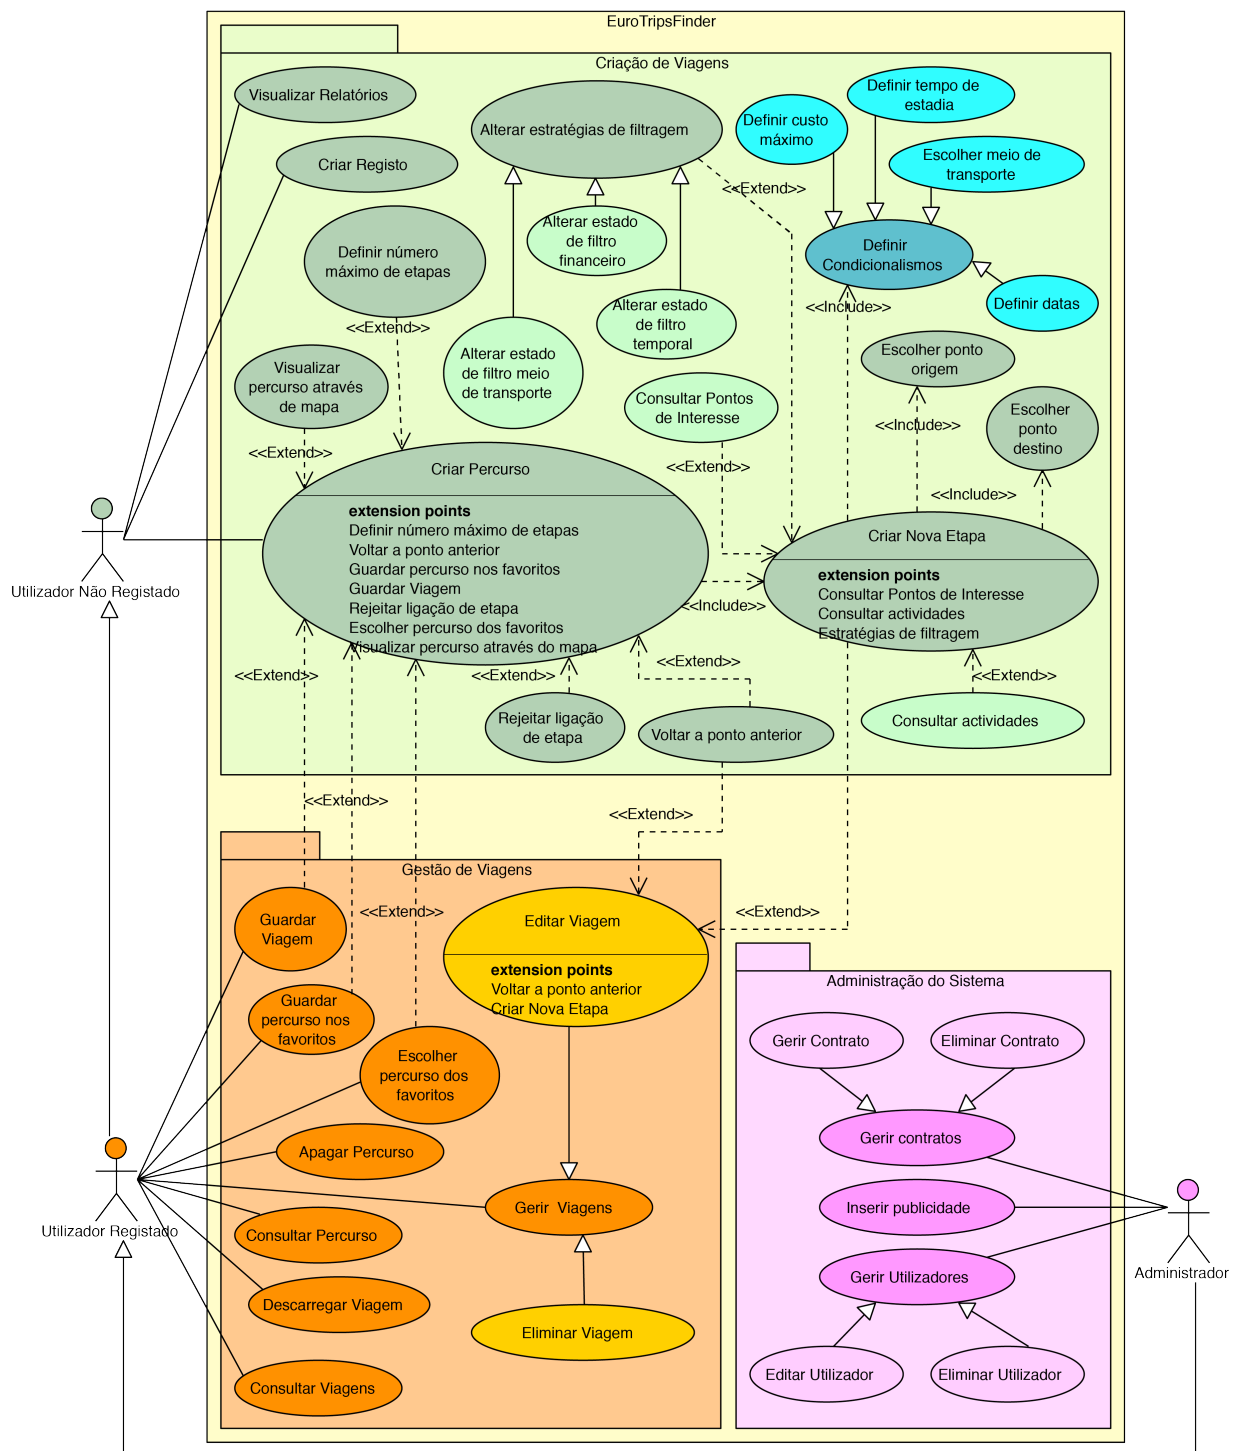 EuroTripsFinder
Criação de Viagens
Visualizar Relatórios
Criar Registo
Alterar estratégias de filtragem
Definir custo
máximo
Definir tempo de
estadia
Escolher meio de
transporte
<<Extend>>
Definir número
máximo de etapas
Alterar estado
de filtro
financeiro
Definir
Condicionalismos
Definir datas
<<Include>>
Alterar estado
de filtro
temporal
<<Extend>>
Visualizar
percurso através
de mapa
Alterar estado
de filtro meio
de transporte
Escolher ponto
origem
Consultar Pontos
de Interesse
Escolher
ponto
destino
<<Include>>
<<Extend>>
<<Extend>>
<<Include>>
Criar Percurso
extension points
Definir número máximo de etapas
Voltar a ponto anterior
Guardar percurso nos favoritos
Guardar Viagem
Rejeitar ligação de etapa
Escolher percurso dos favoritos
Visualizar percurso através do mapa
Criar Nova Etapa
extension points
Consultar Pontos de Interesse
Consultar actividades
Estratégias de filtragem
<<Include>>
Utilizador Não Registado
<<Extend>>
<<Extend>>
<<Extend>>
<<Extend>>
Rejeitar ligação
de etapa
Voltar a ponto anterior
Consultar actividades
<<Extend>>
<<Extend>>
Gestão de Viagens
<<Extend>>
<<Extend>>
Guardar
Viagem
Editar Viagem
extension points
Voltar a ponto anterior
Criar Nova Etapa
Guardar
percurso nos
favoritos
Escolher
percurso dos
favoritos
Apagar Percurso
Gerir  Viagens
Utilizador Registado
Consultar Percurso
Descarregar Viagem
Eliminar Viagem
Consultar Viagens
Administração do Sistema
Gerir Contrato
Eliminar Contrato
Gerir contratos
Inserir publicidade
Gerir Utilizadores
Administrador
Editar Utilizador
Eliminar Utilizador